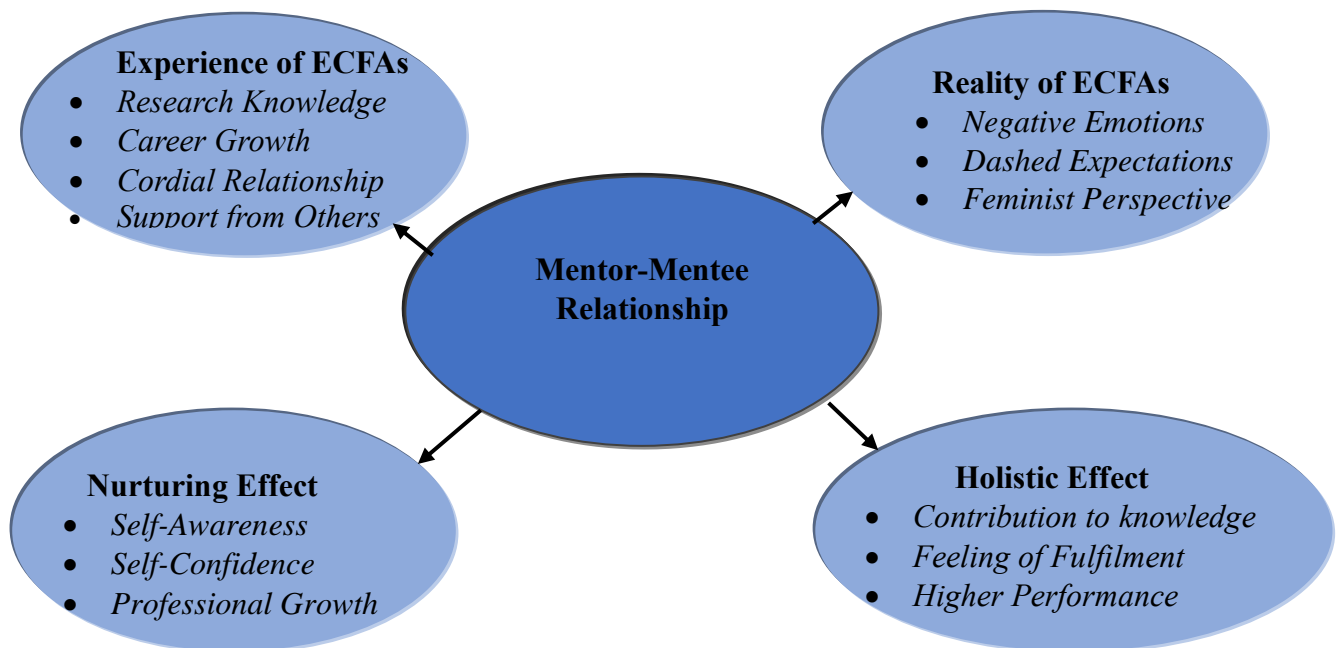 Experience of ECFAs
• Research Knowledge
• Career Growth
• Cordial Relationship
• Support from Others
Reality of ECFAs
• Negative Emotions
• Dashed Expectations
• Feminist Perspective
Mentor-Mentee
Relationship
Nurturing Effect
• Self-Awareness
• Self-Confidence
• Professional Growth
Holistic Effect
• Contribution to knowledge
• Feeling of Fulfilment
• Higher Performance